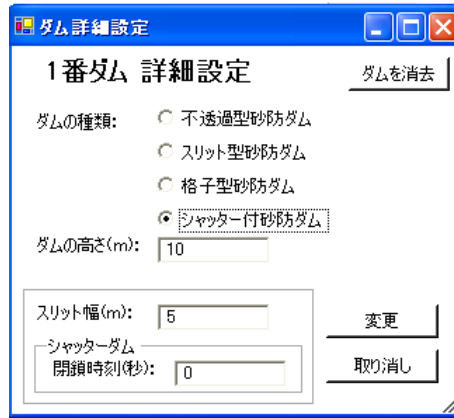 ダム詳細設定
1番ダム 詳細設定
ダムを消去
ダムの種類:
不透過型砂防ダム
スリット型砂防ダム
格子型砂防ダム
シャッター付砂防ダム
ダムの高さ(m): 10
スリット幅(m): 5
変更
シャッターダム
閉鎖時刻(秒): 0
取り消し